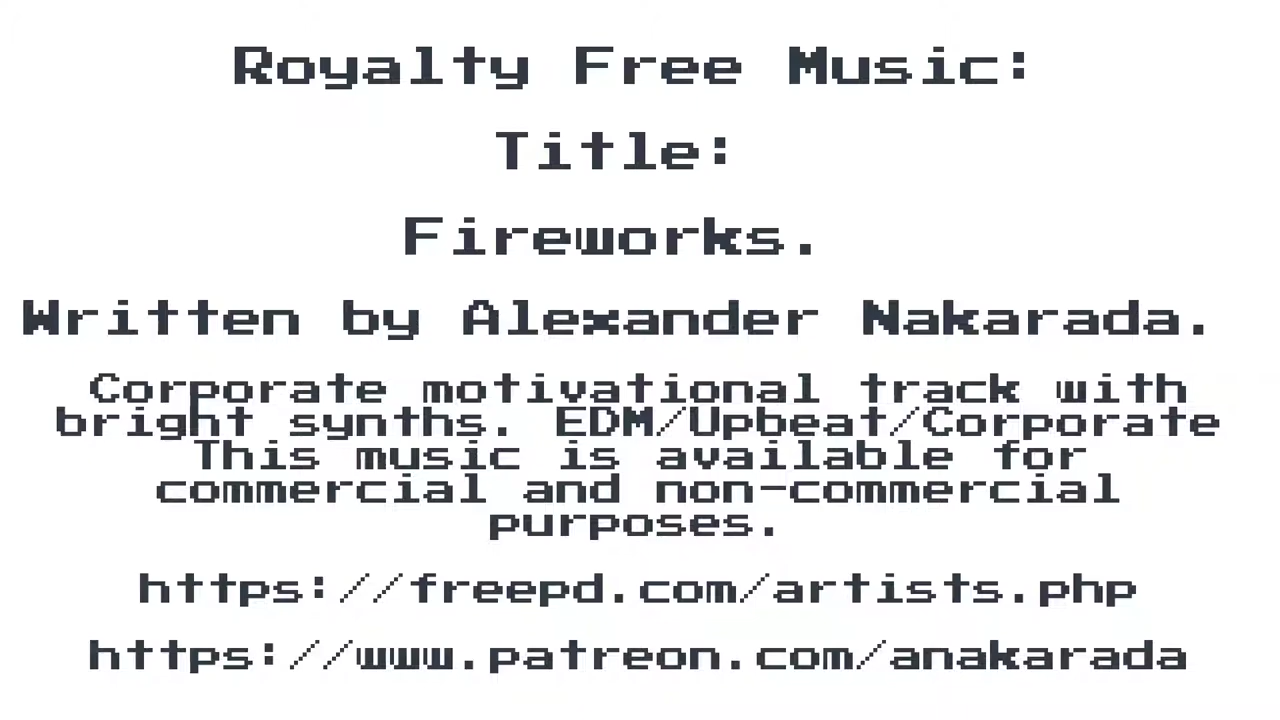 Royalty Free Music:
Title:
Fireworks.
Written by Alexander Nakarada.
Corporate motivational track with
bright synths. EDM/Upbeat/Corporate
This music is available for
commercial and non-commercial
purposes.
https://freepd.com/artists.php
https://www.patreon.com/anakarada